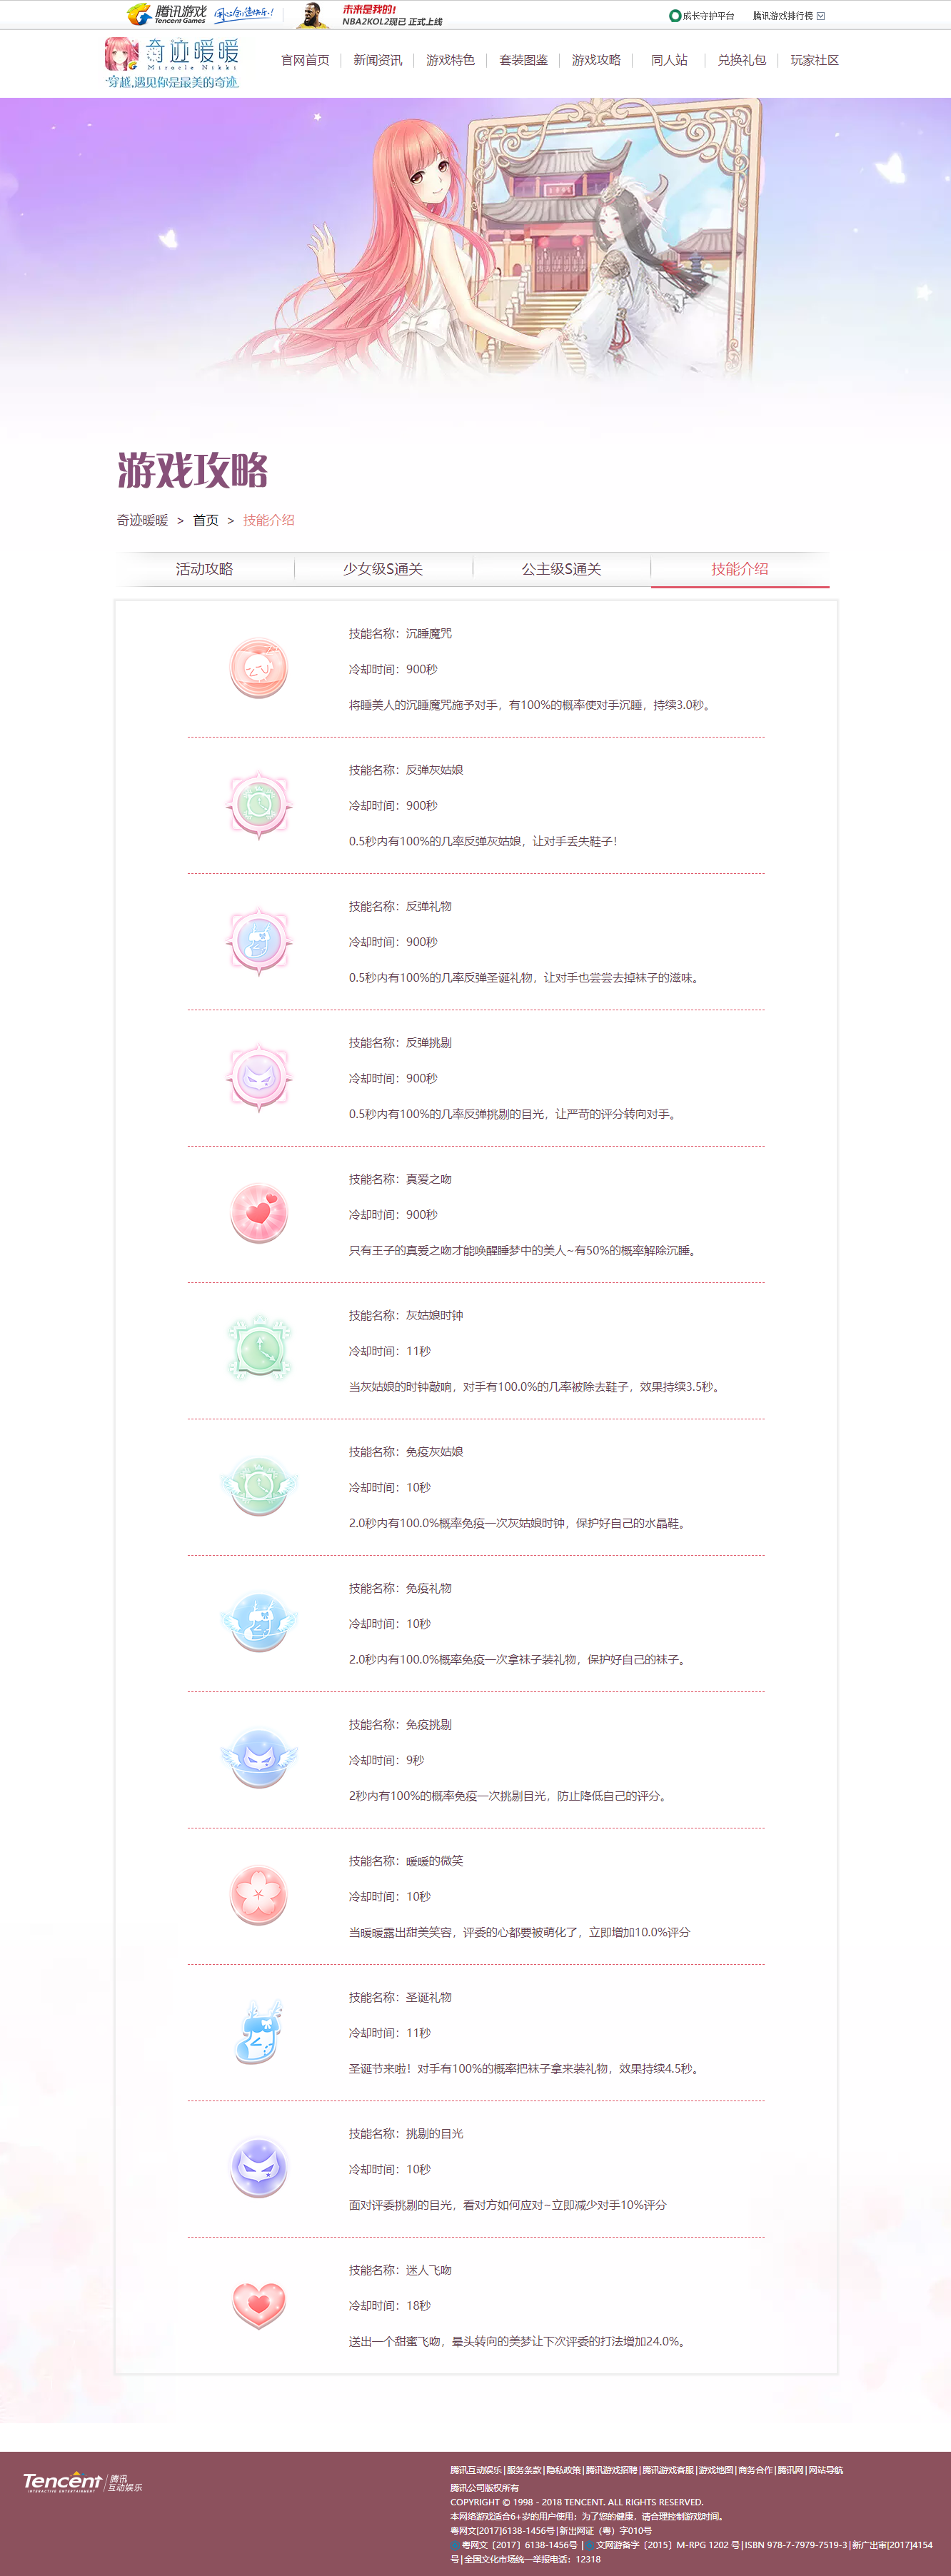 腾讯游戏
Tencent Games
用心创造快乐!
未来是我的!
NBA2KOL2现已 正式上线
成长守护平台
腾讯游戏排行榜
奇迹暖暖
Miracle Nikki
穿越,遇见你是最美的奇迹
官网首页
新闻资讯
游戏特色
套装图鉴
游戏攻略
同人站
兑换礼包
玩家社区
游戏攻略
奇迹暖暖 > 首页 > 技能介绍
活动攻略
少女级S通关
公主级S通关
技能介绍
技能名称：沉睡魔咒
冷却时间：900秒
将睡美人的沉睡魔咒施予对手，有100%的概率使对手沉睡，持续3.0秒。
技能名称：反弹灰姑娘
冷却时间：900秒
0.5秒内有100%的几率反弹灰姑娘，让对手丢失鞋子！
技能名称：反弹礼物
冷却时间：900秒
0.5秒内有100%的几率反弹圣诞礼物，让对手也尝尝去掉袜子的滋味。
技能名称：反弹挑剔
冷却时间：900秒
0.5秒内有100%的几率反弹挑剔的目光，让严苛的评分转向对手。
技能名称：真爱之吻
冷却时间：900秒
只有王子的真爱之吻才能唤醒睡梦中的美人~有50%的概率解除沉睡。
技能名称：灰姑娘时钟
冷却时间：11秒
当灰姑娘的时钟敲响，对手有100.0%的几率被除去鞋子，效果持续3.5秒。
技能名称：免疫灰姑娘
冷却时间：10秒
2.0秒内有100.0%概率免疫一次灰姑娘时钟，保护好自己的水晶鞋。
技能名称：免疫礼物
冷却时间：10秒
2.0秒内有100.0%概率免疫一次拿袜子装礼物，保护好自己的袜子。
技能名称：免疫挑剔
冷却时间：9秒
2秒内有100%的概率免疫一次挑剔目光，防止降低自己的评分。
技能名称：暖暖的微笑
冷却时间：10秒
当暖暖露出甜美笑容，评委的心都要被萌化了，立即增加10.0%评分
技能名称：圣诞礼物
冷却时间：11秒
圣诞节来啦！对手有100%的概率把袜子拿来装礼物，效果持续4.5秒。
技能名称：挑剔的目光
冷却时间：10秒
面对评委挑剔的目光，看对方如何应对~立即减少对手10%评分
技能名称：迷人飞吻
冷却时间：18秒
送出一个甜蜜飞吻，晕头转向的美梦让下次评委的打法增加24.0%。
Tencent 腾讯
互动娱乐
INTERACTIVE ENTERTAINMENT
腾讯互动娱乐|服务条款|隐私政策|腾讯游戏招聘|腾讯游戏客服|游戏地图|商务合作|腾讯网|网站导航
腾讯公司版权所有
COPYRIGHT © 1998 - 2018 TENCENT. ALL RIGHTS RESERVED.
本网络游戏适合6+岁的用户使用；为了您的健康，请合理控制游戏时间。
粤网文[2017]6138-1456号|新出网证（粤）字010号
粤网文〔2017〕6138-1456号 | 文网游备字〔2015〕M-RPG 1202 号|ISBN 978-7-7979-7519-3|新广出审[2017]4154
号|全国文化市场统一举报电话：12318